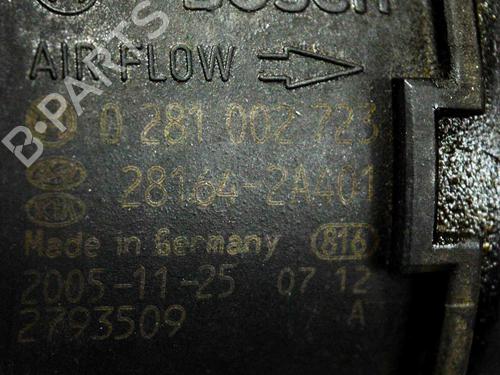 BOSCH
AIR FLOW
0 281 002 723
28164-2A401
KIA
Made in Germany 816
2005-11-25 07 12
2793509 A
B-PARTS